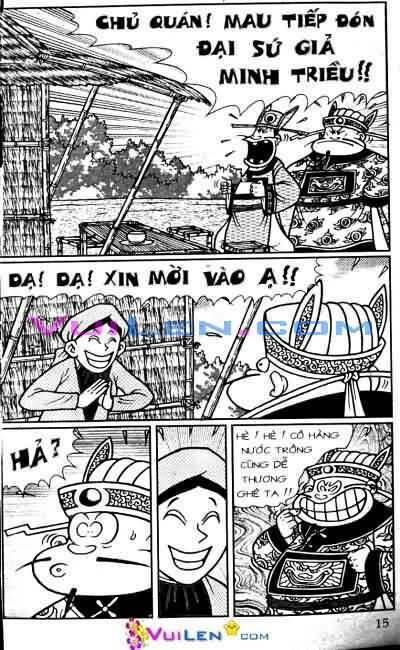 CHỦ QUÁN! MAU TIẾP ĐÓN
ĐẠI SỨ GIẢ
MINH TRIỀU!!
DẠ! DẠ! XIN MỜI VÀO Ạ!!
VUILEN.COM
HẢ?
HÈ! HÈ! CÔ HÀNG
NƯỚC TRÔNG
CŨNG DỄ
THƯƠNG
GHÊ TA!!
15
VUILEN.COM